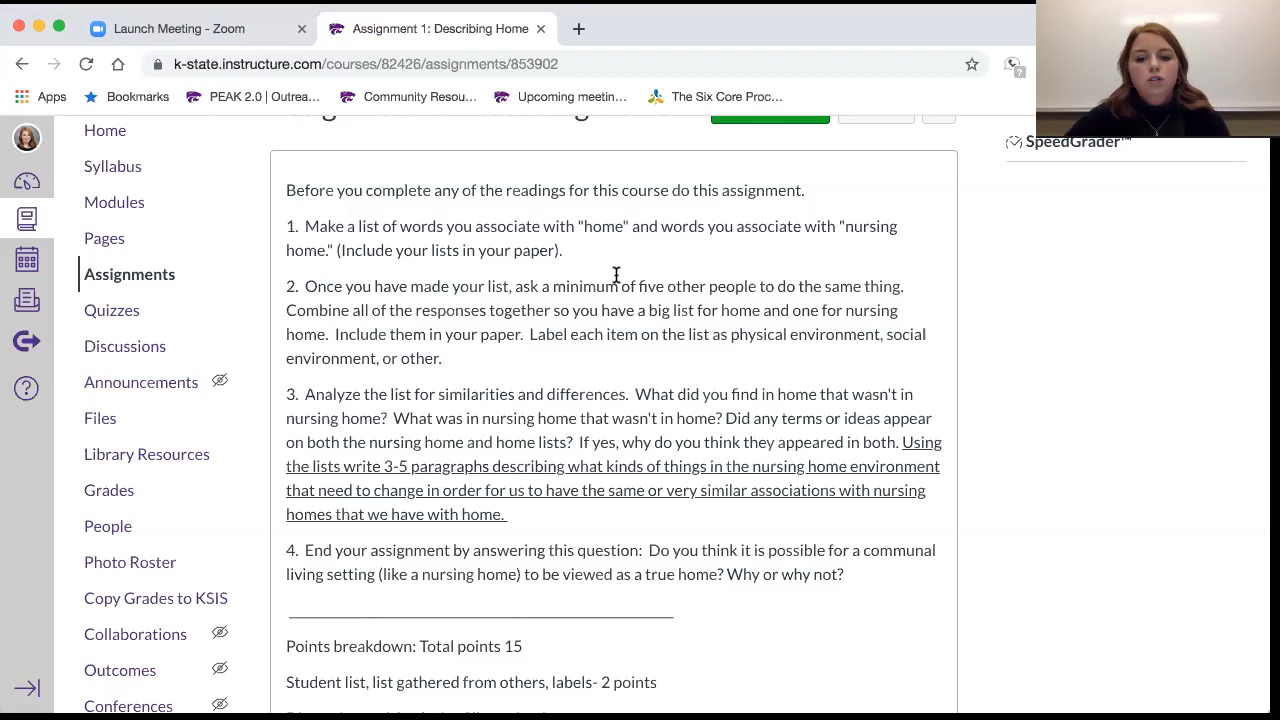 Launch Meeting - Zoom
Assignment 1: Describing Home
k-state.instructure.com/courses/82426/assignments/853902
Apps
Bookmarks
PEAK 2.0 | Outrea...
Community Resou...
Upcoming meetin...
The Six Core Proc...
Home
Syllabus
Modules
Pages
Assignments
Quizzes
Discussions
Announcements
Files
Library Resources
Grades
People
Photo Roster
Copy Grades to KSIS
Collaborations
Outcomes
Conferences
Before you complete any of the readings for this course do this assignment.
1. Make a list of words you associate with "home" and words you associate with "nursing
home." (Include your lists in your paper).
2. Once you have made your list, ask a minimum of five other people to do the same thing.
Combine all of the responses together so you have a big list for home and one for nursing
home. Include them in your paper. Label each item on the list as physical environment, social
environment, or other.
3. Analyze the list for similarities and differences. What did you find in home that wasn't in
nursing home? What was in nursing home that wasn't in home? Did any terms or ideas appear
on both the nursing home and home lists? If yes, why do you think they appeared in both. Using
the lists write 3-5 paragraphs describing what kinds of things in the nursing home environment
that need to change in order for us to have the same or very similar associations with nursing
homes that we have with home.
4. End your assignment by answering this question: Do you think it is possible for a communal
living setting (like a nursing home) to be viewed as a true home? Why or why not?
Points breakdown: Total points 15
Student list, list gathered from others, labels- 2 points
SpeedGrader™